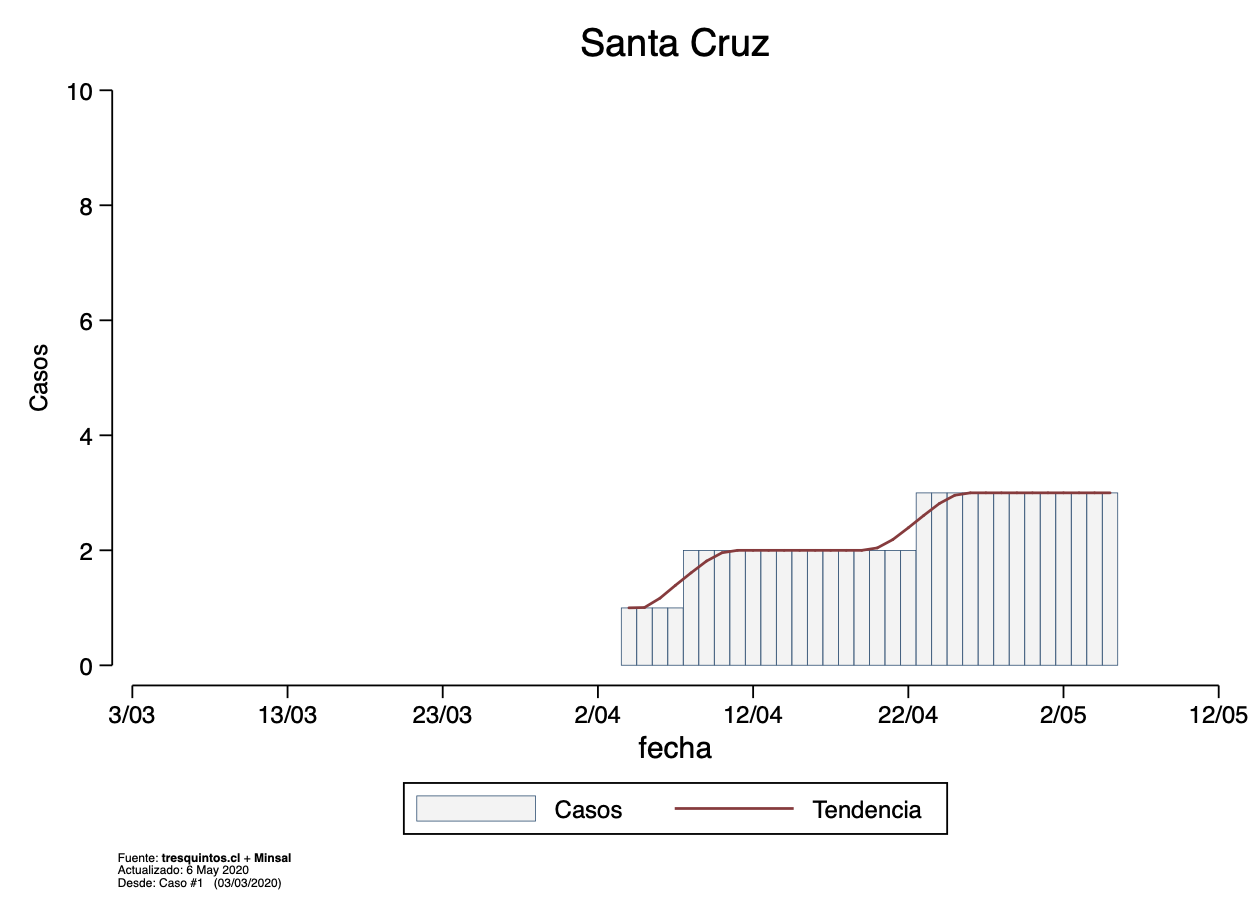 Santa Cruz
10
8
6
4
2
0
Casos
3/03 13/03 23/03 2/04 12/04 22/04 2/05 12/05
fecha
Casos Tendencia
Fuente: tresquintos.cl + Minsal
Actualizado: 6 May 2020
Desde: Caso #1 (03/03/2020)